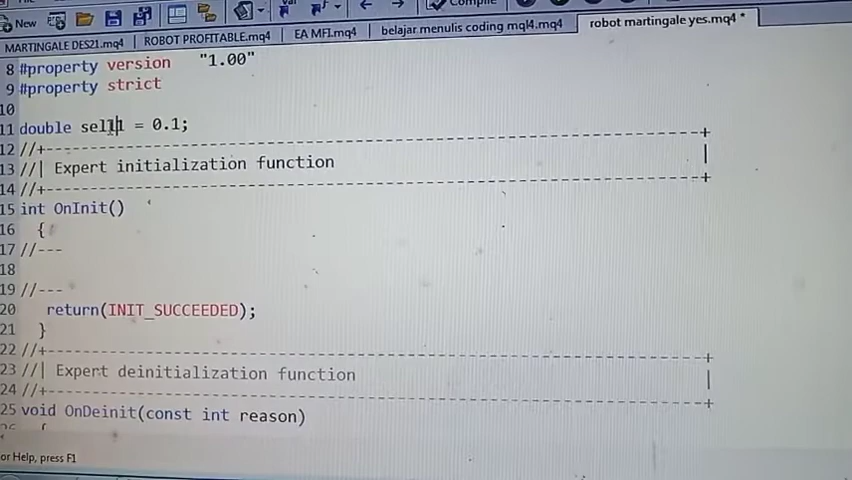 New
Compile
MARTINGALE DES21.mq4 ROBOT PROFITABLE.mq4 EA MFI.mq4 belajar menulis coding mql4.mq4 robot martingale yes.mq4 *
8 #property version "1.00"
9 #property strict
10
11 double sell1 = 0.1;
12 //+------------------------------------------------------------------+
13 //| Expert initialization function |
14 //+------------------------------------------------------------------+
15 int OnInit()
16 {
17 //---
18
19 //---
20 return(INIT_SUCCEEDED);
21 }
22 //+------------------------------------------------------------------+
23 //| Expert deinitialization function |
24 //+------------------------------------------------------------------+
25 void OnDeinit(const int reason)
{
or Help, press F1